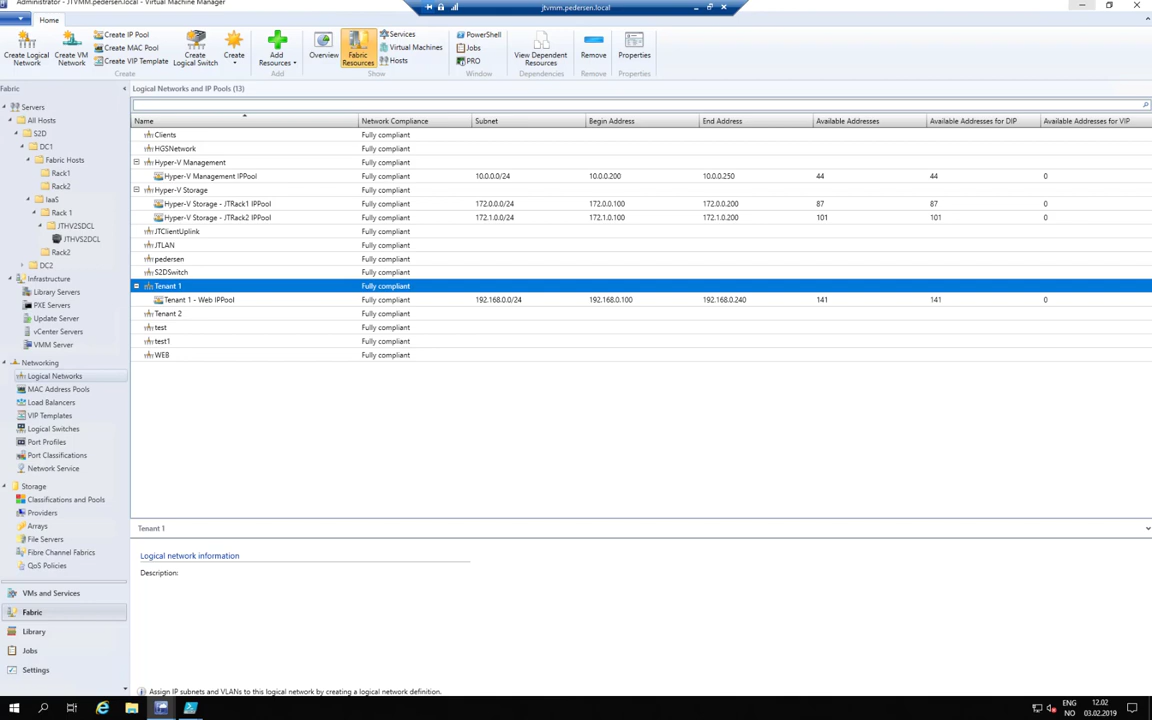 Administrator - JTVMM.pedersen.local - Virtual Machine Manager
jtvmm.pedersen.local
Home
Create Logical Network
Create VM Network
Create IP Pool
Create MAC Pool
Create VIP Template
Create Logical Switch
Create
Create
Add Resources
Add
Overview
Fabric Resources
Services
Virtual Machines
Hosts
Show
PowerShell
Jobs
PRO
Window
View Dependent Resources
Dependencies
Remove
Remove
Properties
Properties
Fabric
Servers
All Hosts
S2D
DC1
Fabric Hosts
Rack1
Rack2
IaaS
Rack 1
JTHV2SDCL
JTHVS2DCL
Rack2
DC2
Infrastructure
Library Servers
PXE Servers
Update Server
vCenter Servers
VMM Server
Networking
Logical Networks
MAC Address Pools
Load Balancers
VIP Templates
Logical Switches
Port Profiles
Port Classifications
Network Service
Storage
Classifications and Pools
Providers
Arrays
File Servers
Fibre Channel Fabrics
QoS Policies
VMs and Services
Fabric
Library
Jobs
Settings
Logical Networks and IP Pools (13)
Name Network Compliance Subnet Begin Address End Address Available Addresses Available Addresses for DIP Available Addresses for VIP
Clients Fully compliant
HGSNetwork Fully compliant
Hyper-V Management Fully compliant
Hyper-V Management IPPool Fully compliant 10.0.0.0/24 10.0.0.200 10.0.0.250 44 44 0
Hyper-V Storage Fully compliant
Hyper-V Storage - JTRack1 IPPool Fully compliant 172.0.0.0/24 172.0.0.100 172.0.0.200 87 87 0
Hyper-V Storage - JTRack2 IPPool Fully compliant 172.1.0.0/24 172.1.0.100 172.1.0.200 101 101 0
JTClientUplink Fully compliant
JTLAN Fully compliant
pedersen Fully compliant
S2DSwitch Fully compliant
Tenant 1 Fully compliant
Tenant 1 - Web IPPool Fully compliant 192.168.0.0/24 192.168.0.100 192.168.0.240 141 141 0
Tenant 2 Fully compliant
test Fully compliant
test1 Fully compliant
WEB Fully compliant
Tenant 1
Logical network information
Description:
Assign IP subnets and VLANs to this logical network by creating a logical network definition.
ENG
NO
12.02
03.02.2019